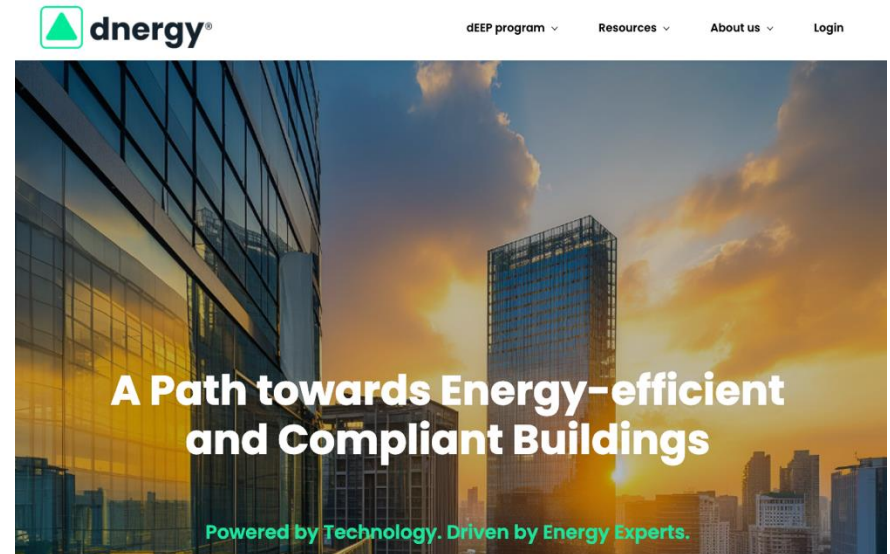 dnergy®
dEEP program
Resources
About us
Login
A Path towards Energy-efficient
and Compliant Buildings
Powered by Technology. Driven by Energy Experts.